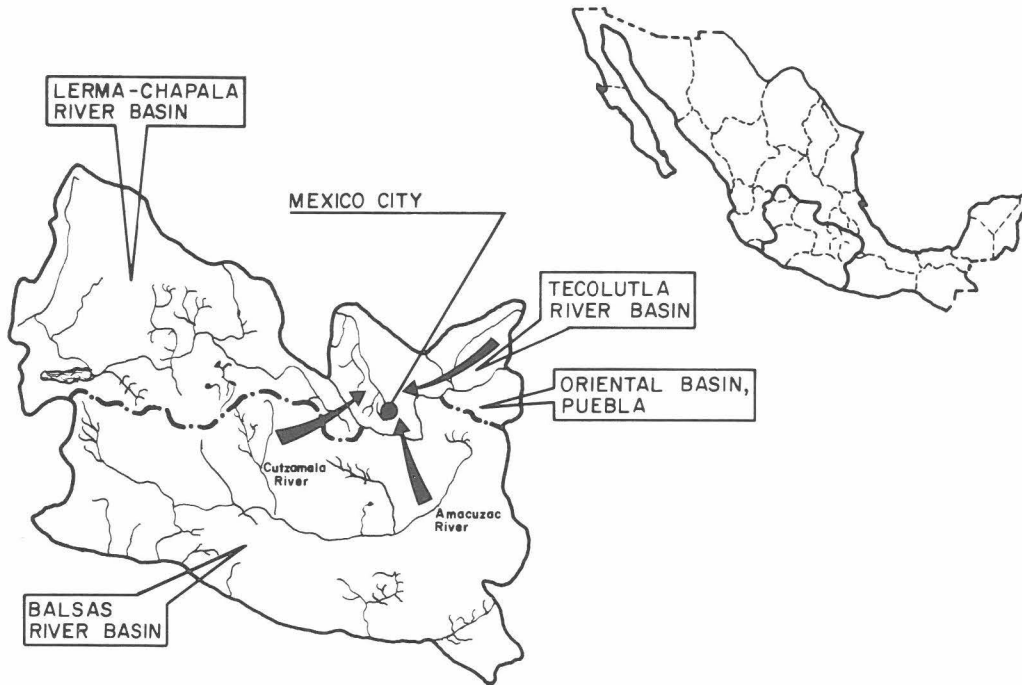 LERMA-CHAPALA
RIVER BASIN
MEXICO CITY
TECOLUTLA
RIVER BASIN
ORIENTAL BASIN,
PUEBLA
Cutzamala
River
Amacuzac
River
BALSAS
RIVER BASIN